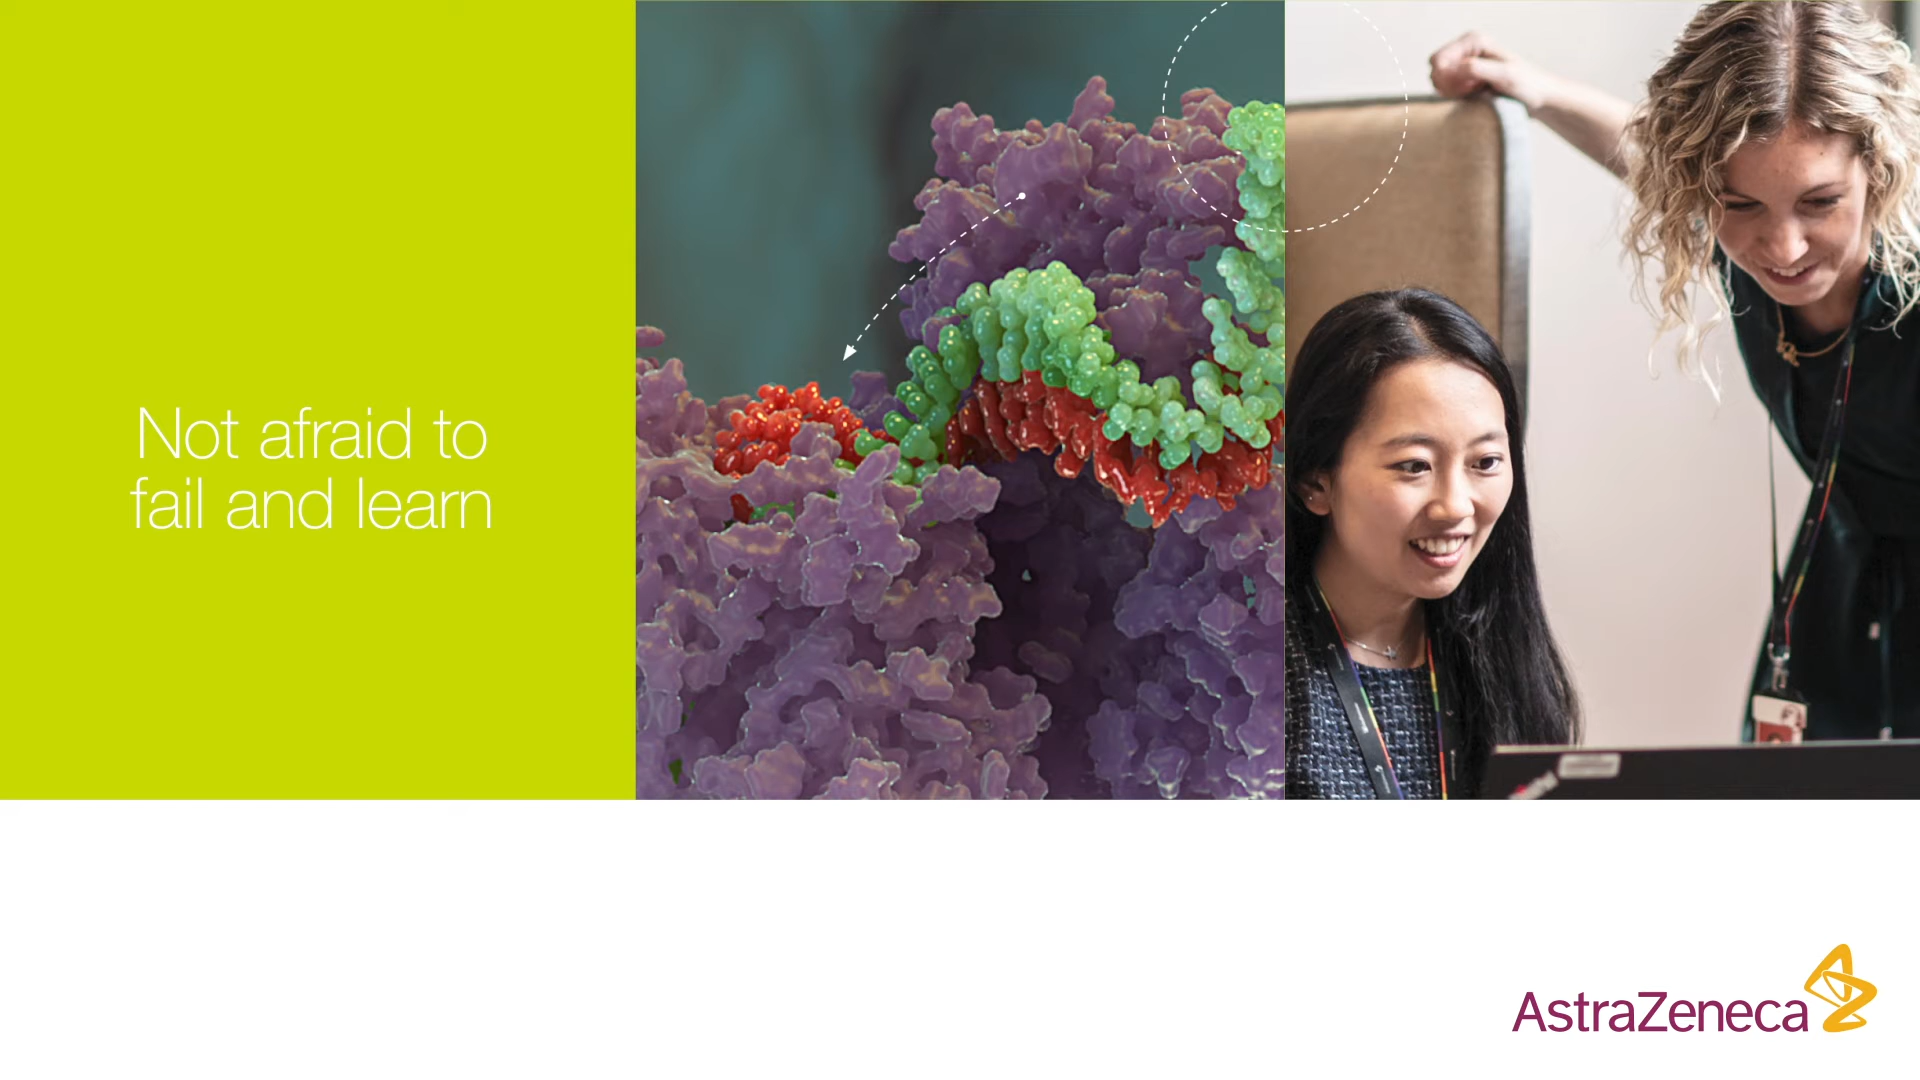 Not afraid to
fail and learn
AstraZeneca